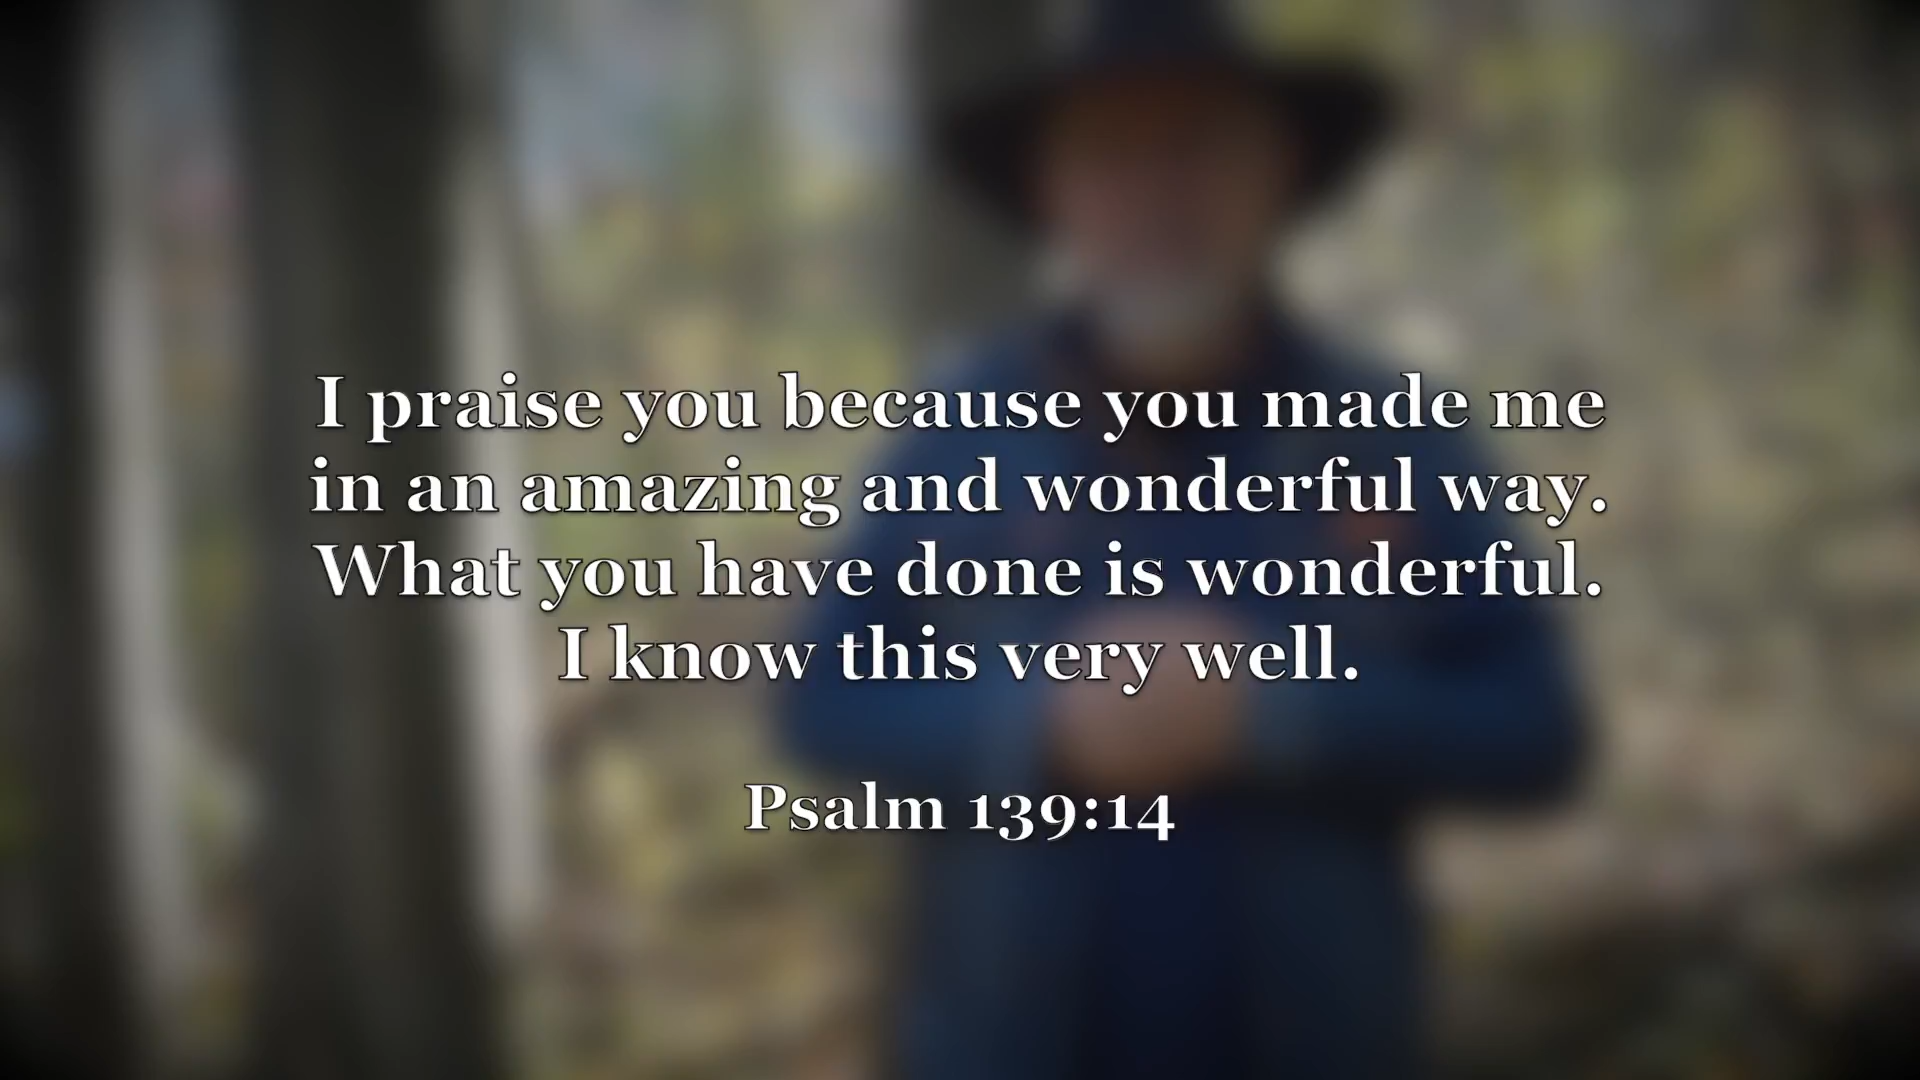 I praise you because you made me
in an amazing and wonderful way.
What you have done is wonderful.
I know this very well.
Psalm 139:14